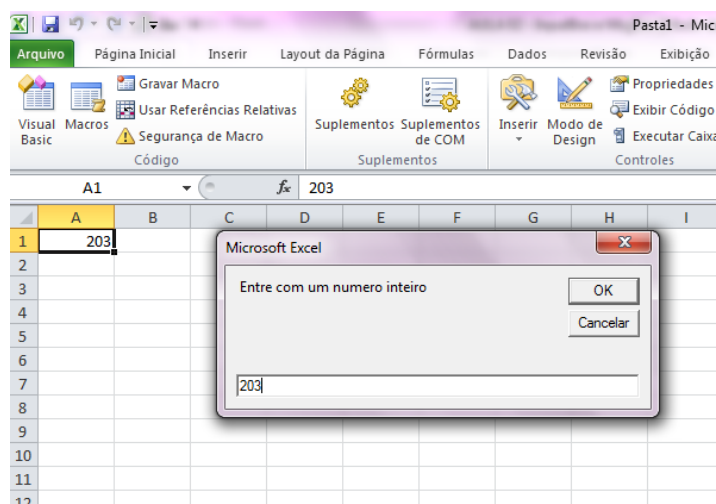 Pasta1 - Mic
Arquivo Página Inicial Inserir Layout da Página Fórmulas Dados Revisão Exibição
Visual Basic
Macros
Gravar Macro
Usar Referências Relativas
Segurança de Macro
Código
Suplementos
Suplementos de COM
Suplementos
Inserir
Modo de Design
Propriedades
Exibir Código
Executar Caixa
Controles
A1 fx 203
A B C D E F G H I
1 203
2
3
4
5
6
7
8
9
10
11
12
Microsoft Excel
Entre com um numero inteiro
OK
Cancelar
203